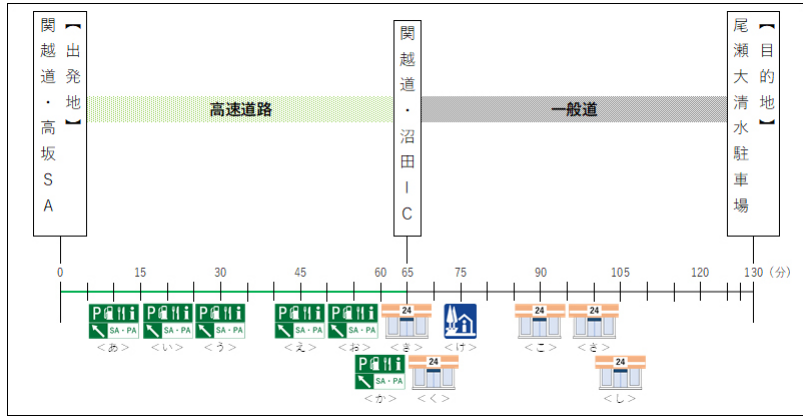 【出発地】
関越道・高坂SA
関越道・沼田IC
【目的地】
尾瀬大清水駐車場
高速道路
一般道
0 15 30 45 60 65 75 90 105 120 130（分）
P SA・PA
P SA・PA
P SA・PA
P SA・PA
P SA・PA
24
24
24
＜あ＞ ＜い＞ ＜う＞ ＜え＞ ＜お＞ ＜き＞ ＜け＞ ＜こ＞ ＜さ＞
P SA・PA
24
24
＜か＞ ＜く＞ ＜し＞